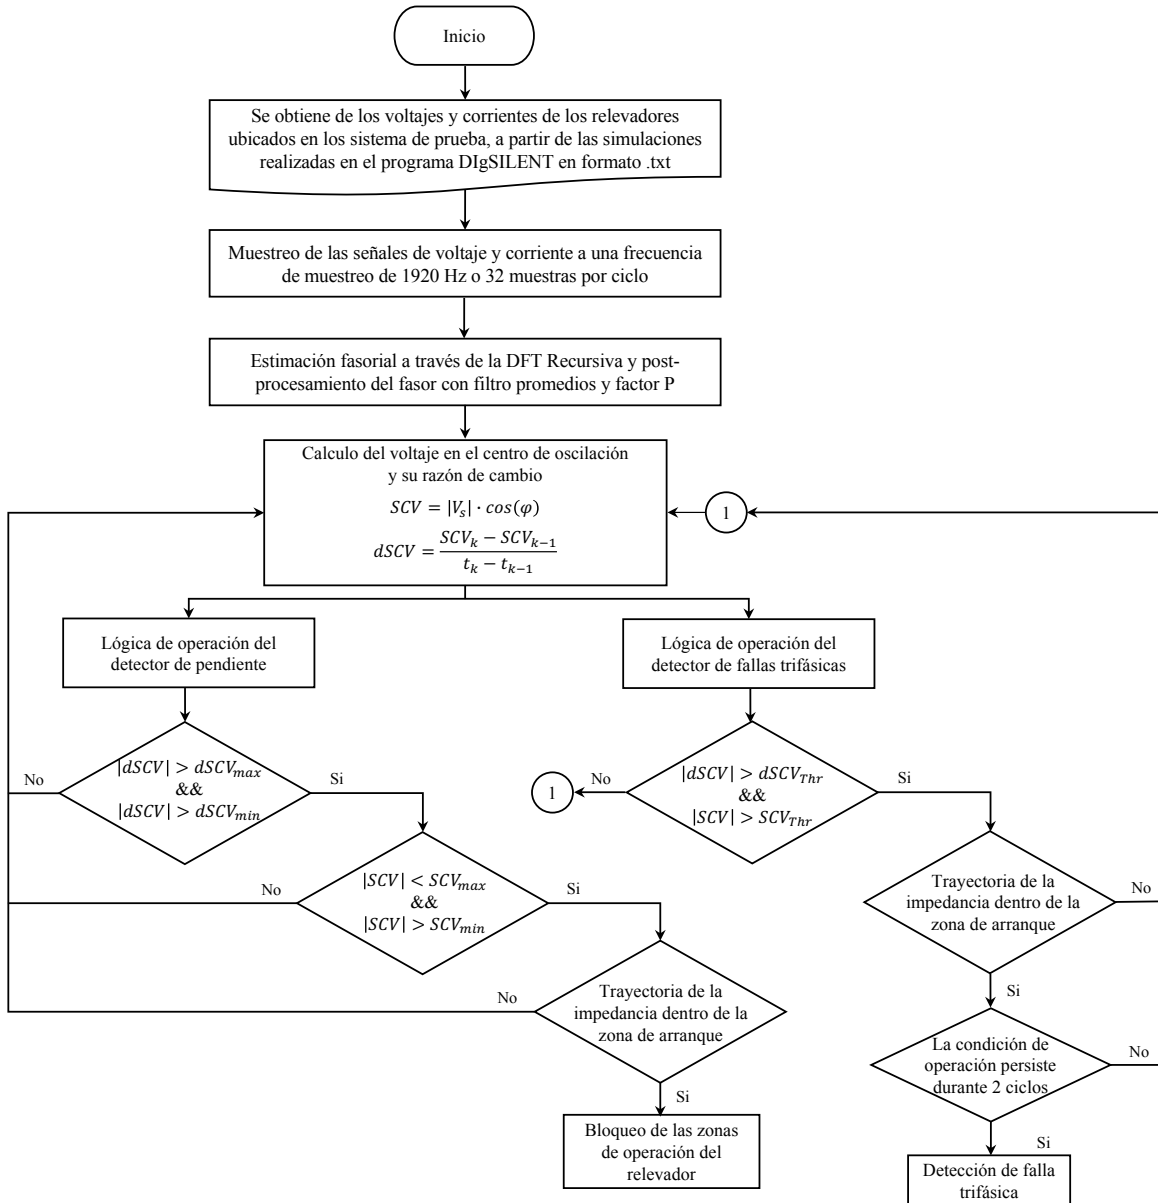 Inicio
Se obtiene de los voltajes y corrientes de los relevadores
ubicados en los sistema de prueba, a partir de las simulaciones
realizadas en el programa DIgSILENT en formato .txt
Muestreo de las señales de voltaje y corriente a una frecuencia
de muestreo de 1920 Hz o 32 muestras por ciclo
Estimación fasorial a través de la DFT Recursiva y post-
procesamiento del fasor con filtro promedios y factor P
Calculo del voltaje en el centro de oscilación
y su razón de cambio
SCV = |V_s| · cos(φ)
dSCV = (SCV_k − SCV_{k−1}) / (t_k − t_{k−1})
1
Lógica de operación del
detector de pendiente
Lógica de operación del
detector de fallas trifásicas
No
|dSCV| > dSCV_max
&&
|dSCV| > dSCV_min
Si
1
No
|dSCV| > dSCV_Thr
&&
|SCV| > SCV_Thr
Si
No
|SCV| < SCV_max
&&
|SCV| > SCV_min
Si
Trayectoria de la
impedancia dentro de la
zona de arranque
No
No
Trayectoria de la
impedancia dentro de la
zona de arranque
Si
Si
La condición de
operación persiste
durante 2 ciclos
No
Bloqueo de las zonas
de operación del
relevador
Si
Detección de falla
trifásica